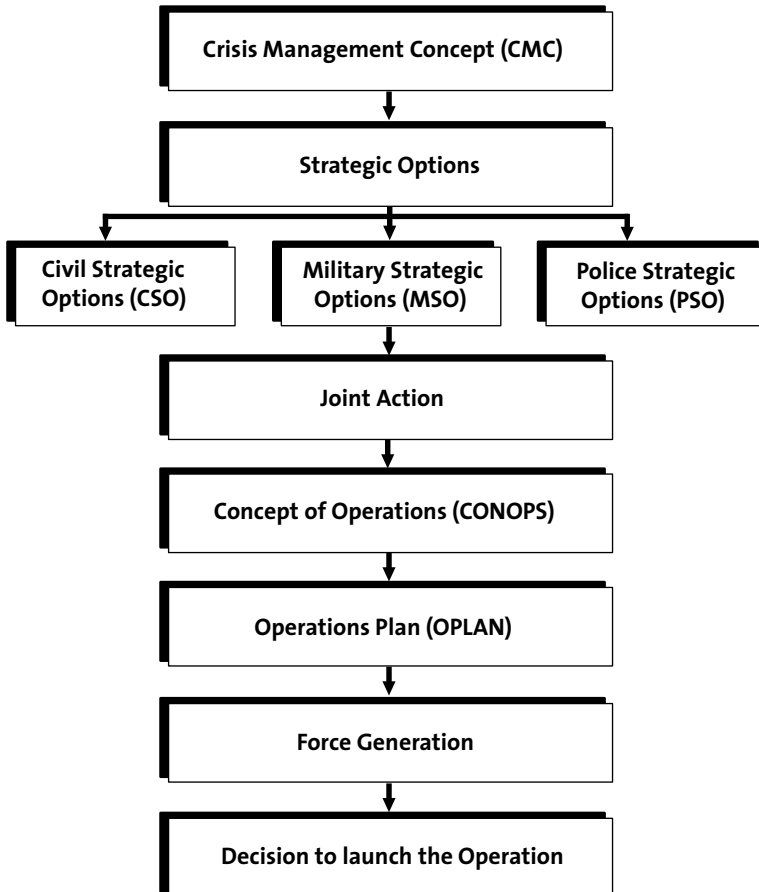 Crisis Management Concept (CMC)
Strategic Options
Civil Strategic
Options (CSO)
Military Strategic
Options (MSO)
Police Strategic
Options (PSO)
Joint Action
Concept of Operations (CONOPS)
Operations Plan (OPLAN)
Force Generation
Decision to launch the Operation